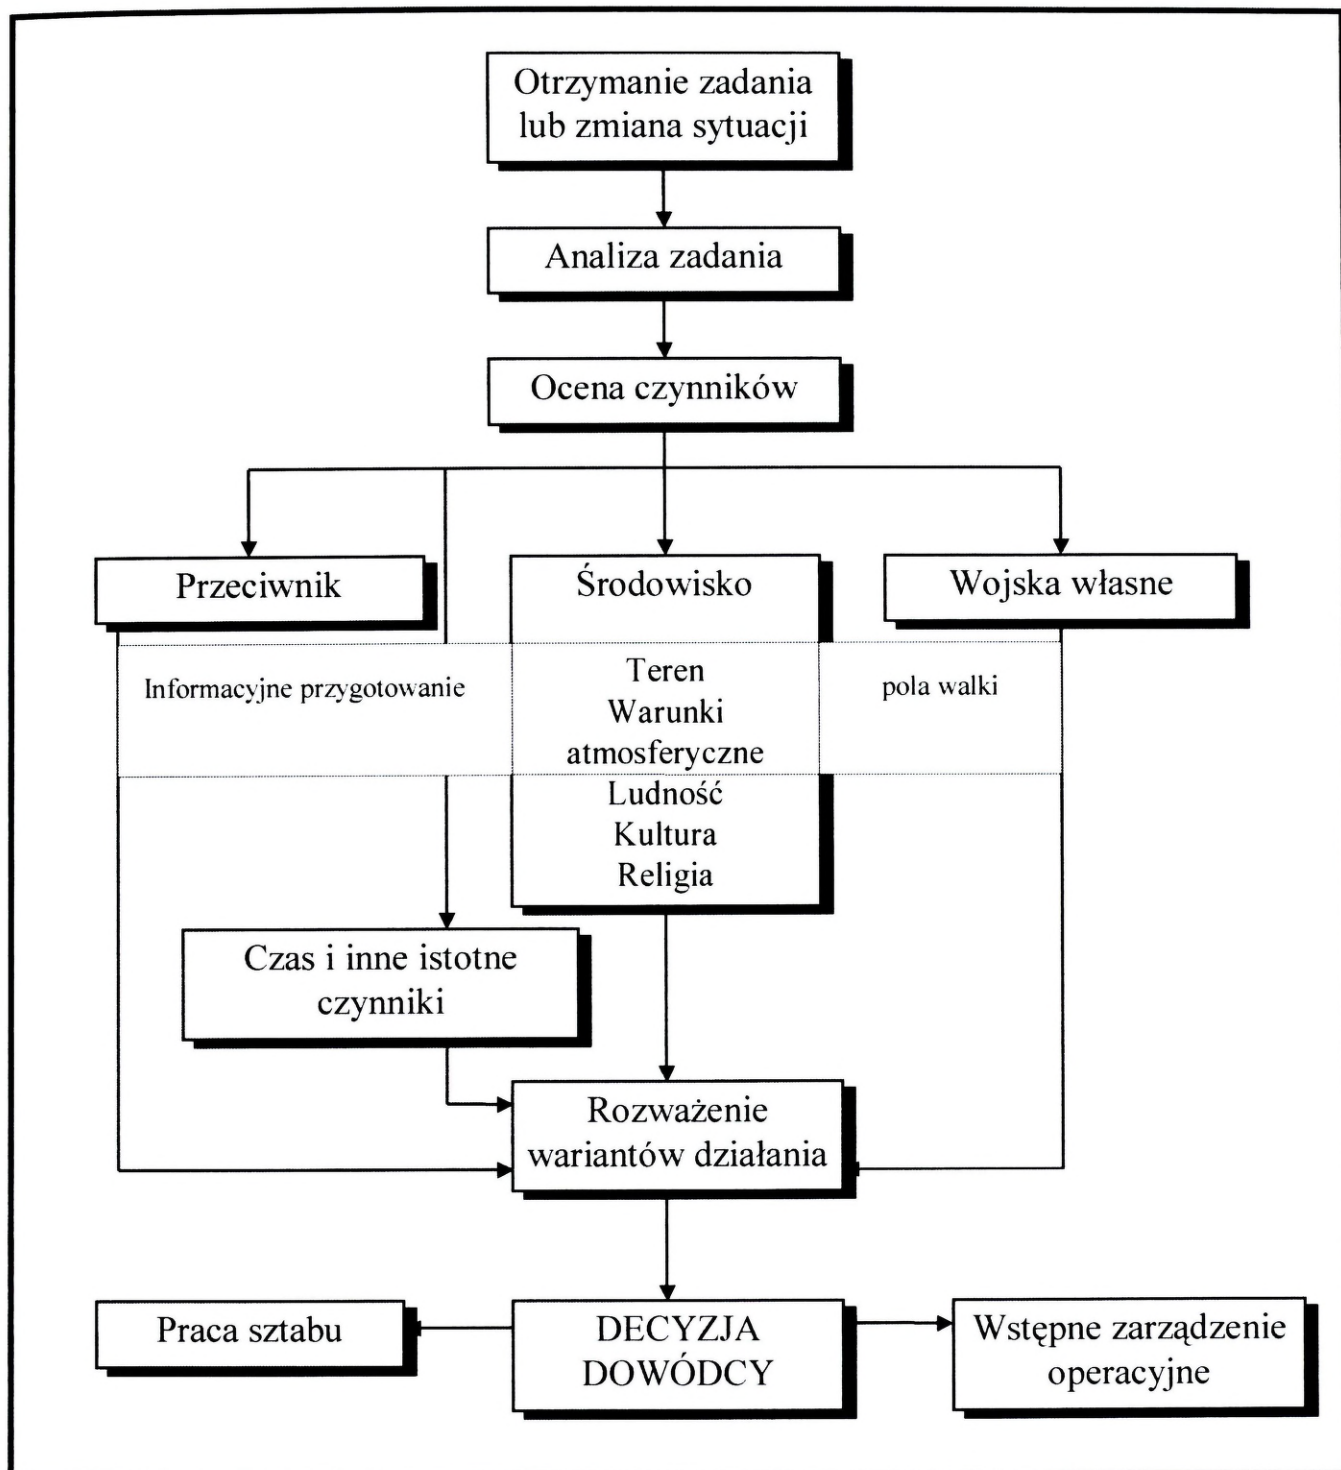 Otrzymanie zadania
lub zmiana sytuacji
Analiza zadania
Ocena czynników
Przeciwnik
Środowisko
Wojska własne
Informacyjne przygotowanie
pola walki
Teren
Warunki
atmosferyczne
Ludność
Kultura
Religia
Czas i inne istotne
czynniki
Rozważenie
wariantów działania
Praca sztabu
DECYZJA
DOWÓDCY
Wstępne zarządzenie
operacyjne